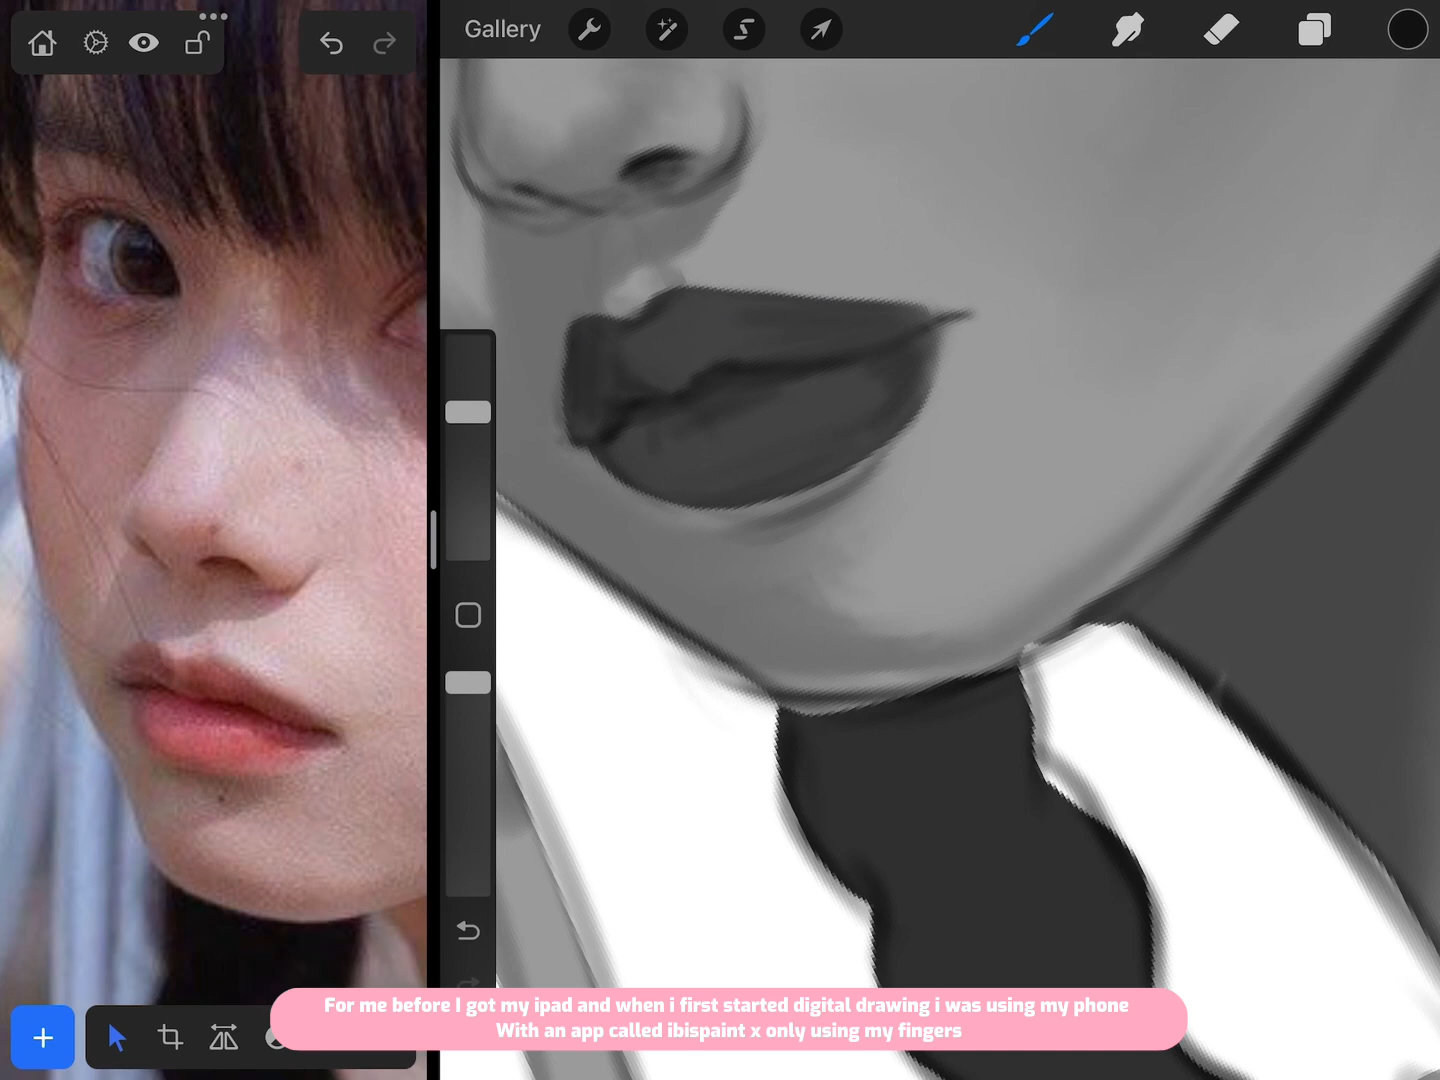 Gallery
For me before I got my ipad and when i first started digital drawing i was using my phone
With an app called ibispaint x only using my fingers